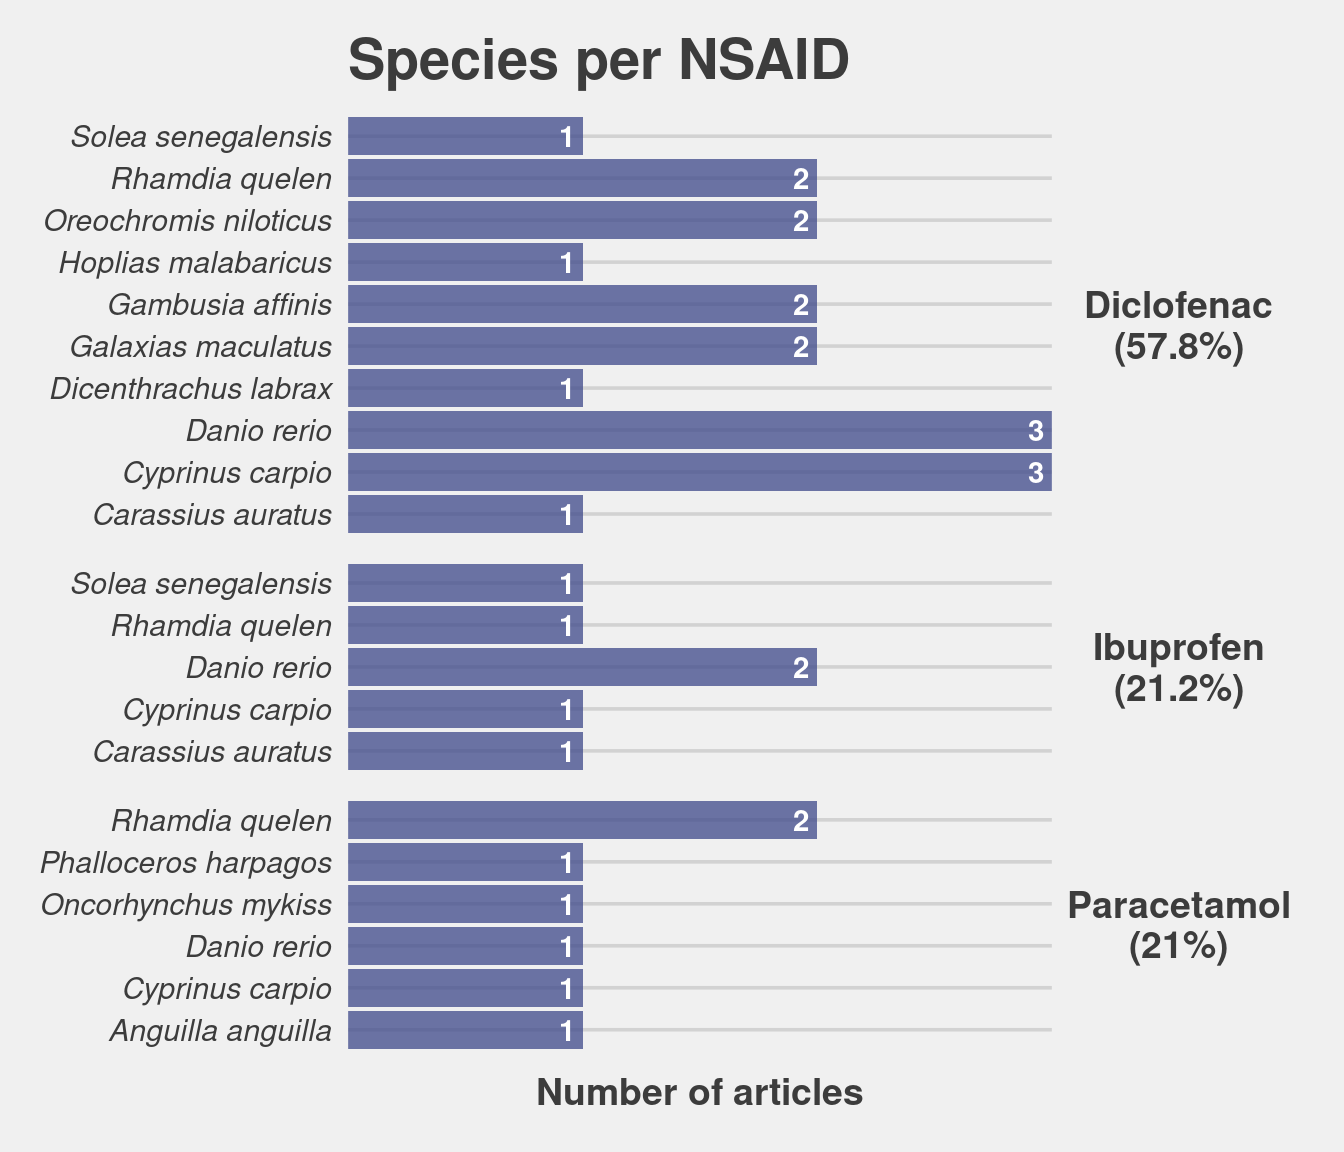 Species per NSAID
Solea senegalensis 1
Rhamdia quelen 2
Oreochromis niloticus 2
Hoplias malabaricus 1
Gambusia affinis 2
Galaxias maculatus 2
Dicenthrachus labrax 1
Danio rerio 3
Cyprinus carpio 3
Carassius auratus 1
Diclofenac
(57.8%)
Solea senegalensis 1
Rhamdia quelen 1
Danio rerio 2
Cyprinus carpio 1
Carassius auratus 1
Ibuprofen
(21.2%)
Rhamdia quelen 2
Phalloceros harpagos 1
Oncorhynchus mykiss 1
Danio rerio 1
Cyprinus carpio 1
Anguilla anguilla 1
Paracetamol
(21%)
Number of articles